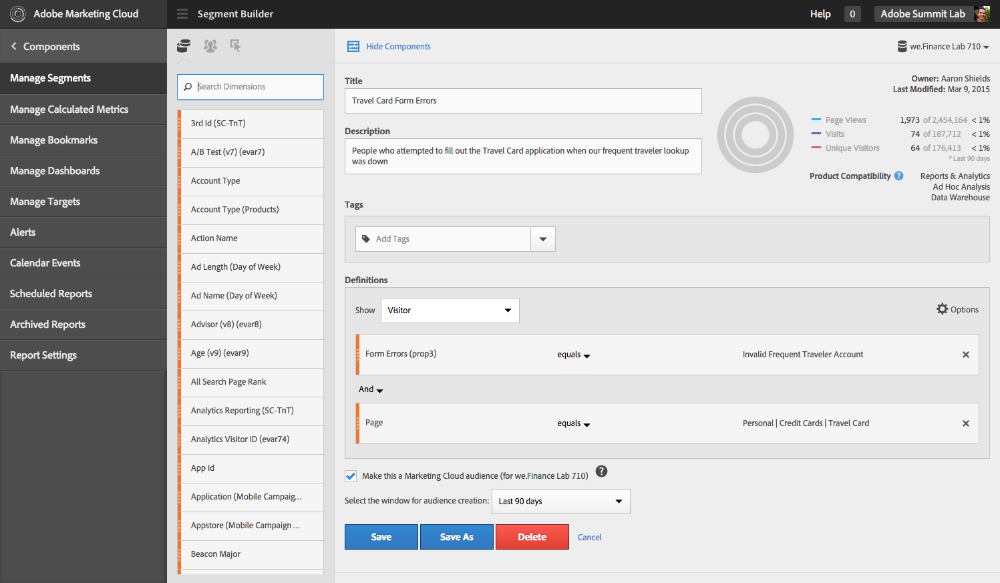 Adobe Marketing Cloud
Segment Builder
Help
0
Adobe Summit Lab
Components
Manage Segments
Manage Calculated Metrics
Manage Bookmarks
Manage Dashboards
Manage Targets
Alerts
Calendar Events
Scheduled Reports
Archived Reports
Report Settings
Search Dimensions
3rd Id (SC-TnT)
A/B Test (v7) (evar7)
Account Type
Account Type (Products)
Action Name
Ad Length (Day of Week)
Ad Name (Day of Week)
Advisor (v8) (evar8)
Age (v9) (evar9)
All Search Page Rank
Analytics Reporting (SC-TnT)
Analytics Visitor ID (evar74)
App Id
Application (Mobile Campaig...
Appstore (Mobile Campaign ...
Beacon Major
Hide Components
we.Finance Lab 710
Title
Travel Card Form Errors
Description
People who attempted to fill out the Travel Card application when our frequent traveler lookup
was down
Owner: Aaron Shields
Last Modified: Mar 9, 2015
Page Views 1,973 of 2,454,164 < 1%
Visits 74 of 187,712 < 1%
Unique Visitors 64 of 176,413 < 1%
* Last 90 days
Product Compatibility ? Reports & Analytics
Ad Hoc Analysis
Data Warehouse
Tags
Add Tags
Definitions
Show Visitor
Options
Form Errors (prop3) equals Invalid Frequent Traveler Account
And
Page equals Personal | Credit Cards | Travel Card
Make this a Marketing Cloud audience (for we.Finance Lab 710) ?
Select the window for audience creation: Last 90 days
Save
Save As
Delete
Cancel